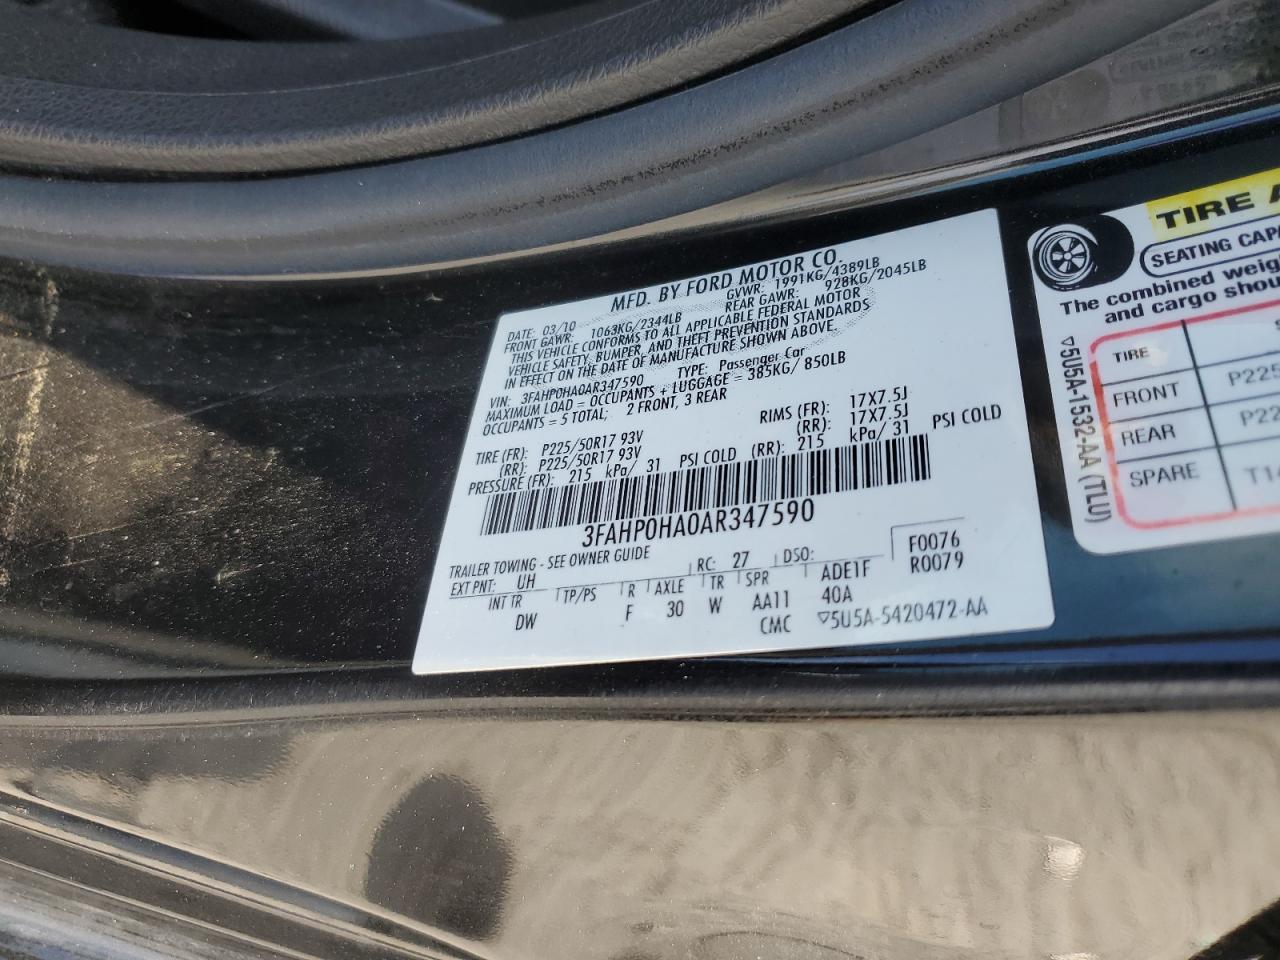 MFD. BY FORD MOTOR CO.
DATE: 03/10 GVWR: 1991KG/4389LB
FRONT GAWR: 1063KG/2344LB REAR GAWR: 928KG/2045LB
THIS VEHICLE CONFORMS TO ALL APPLICABLE FEDERAL MOTOR
VEHICLE SAFETY, BUMPER, AND THEFT PREVENTION STANDARDS
IN EFFECT ON THE DATE OF MANUFACTURE SHOWN ABOVE.
VIN: 3FAHP0HA0AR347590 TYPE: Passenger Car
MAXIMUM LOAD = OCCUPANTS + LUGGAGE = 385KG/ 850LB
OCCUPANTS = 5 TOTAL; 2 FRONT, 3 REAR
TIRE (FR): P225/50R17 93V RIMS (FR): 17X7.5J
(RR): P225/50R17 93V (RR): 17X7.5J
PRESSURE (FR): 215 kPa/ 31 PSI COLD (RR): 215 kPa/ 31 PSI COLD
3FAHP0HA0AR347590
TRAILER TOWING - SEE OWNER GUIDE F0076
EXT PNT: UH RC: 27 DSO: R0079
INT TR TP/PS R AXLE TR SPR ADE1F
DW F 30 W AA11 40A
CMC ▽5U5A-5420472-AA
TIRE A
SEATING CAPA
The combined weig
and cargo shou
TIRE
FRONT P225
REAR P22
SPARE T1
▽5U5A-1532-AA (TLU)